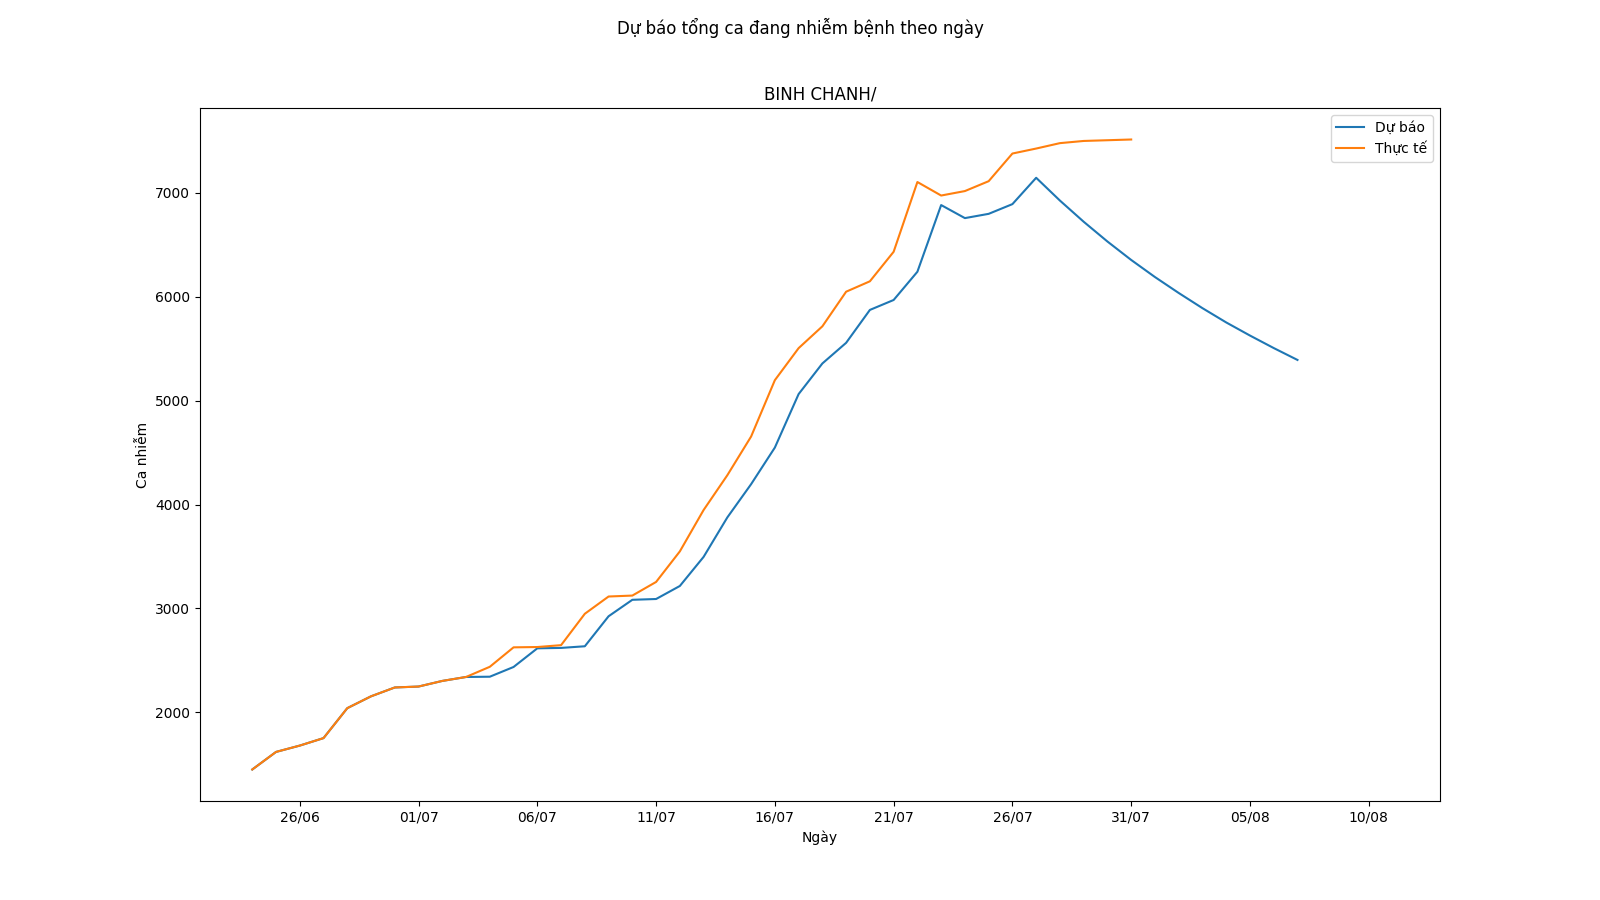 Dự báo tổng ca đang nhiễm bệnh theo ngày
BINH CHANH/
Dự báo
Thực tế
7000
6000
5000
4000
3000
2000
Ca nhiễm
26/06 01/07 06/07 11/07 16/07 21/07 26/07 31/07 05/08 10/08
Ngày